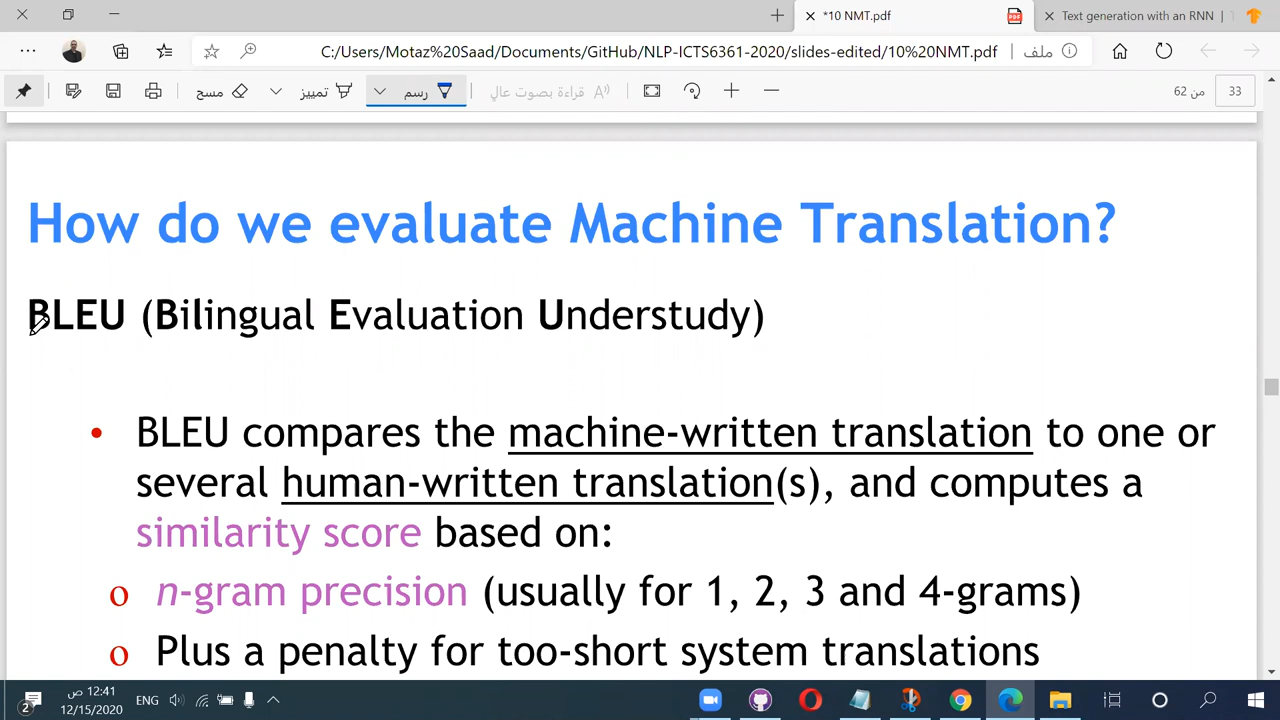 *10 NMT.pdf
Text generation with an RNN | T
C:/Users/Motaz%20Saad/Documents/GitHub/NLP-ICTS6361-2020/slides-edited/10%20NMT.pdf
ملف
مسح
تمييز
رسم
قراءة بصوت عالٍ
من 62
33
How do we evaluate Machine Translation?
BLEU (Bilingual Evaluation Understudy)
• BLEU compares the machine-written translation to one or
several human-written translation(s), and computes a
similarity score based on:
o n-gram precision (usually for 1, 2, 3 and 4-grams)
o Plus a penalty for too-short system translations
2
12:41 ص
12/15/2020
ENG